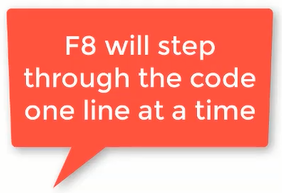 F8 will step
through the code
one line at a time